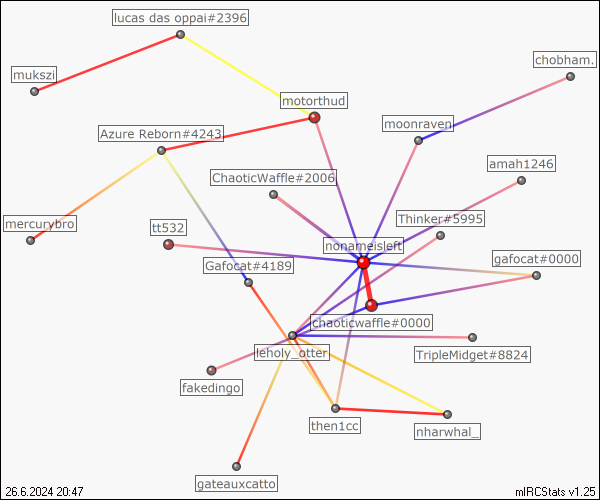 lucas das oppai#2396
chobham.
mukszi
motorthud
moonraven
Azure Reborn#4243
amah1246
ChaoticWaffle#2006
mercurybro
tt532
Thinker#5995
nonameisleft
Gafocat#4189
gafocat#0000
chaoticwaffle#0000
leholy_otter
TripleMidget#8824
fakedingo
then1cc
nharwhal_
gateauxcatto
26.6.2024 20:47
mIRCStats v1.25